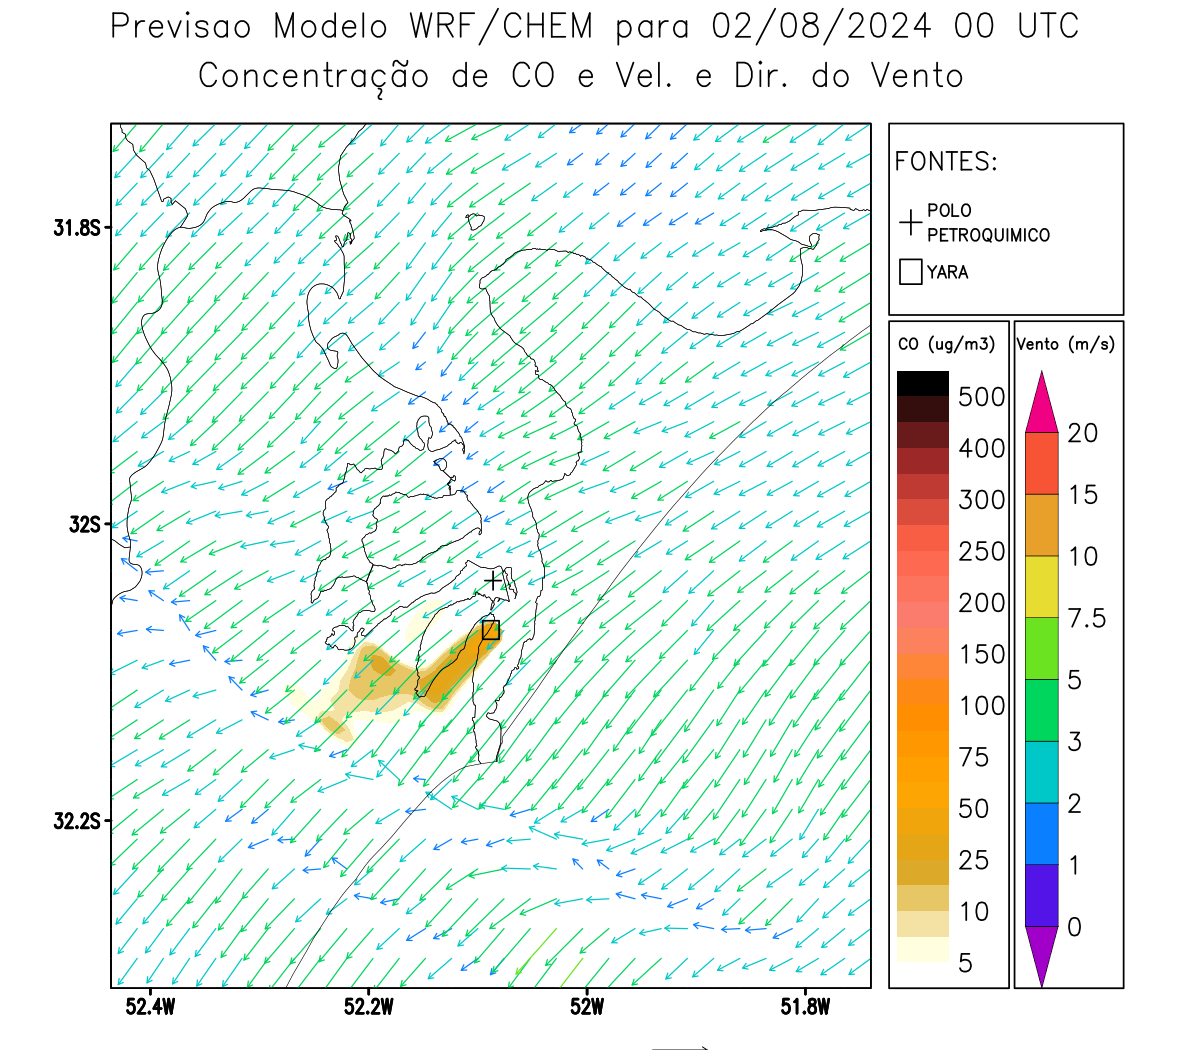 Previsao Modelo WRF/CHEM para 02/08/2024 00 UTC
Concentração de CO e Vel. e Dir. do Vento
FONTES:
POLO
PETROQUIMICO
YARA
CO (ug/m3)
500
400
300
250
200
150
100
75
50
25
10
5
Vento (m/s)
20
15
10
7.5
5
3
2
1
0
31.8S
32S
32.2S
52.4W
52.2W
52W
51.8W